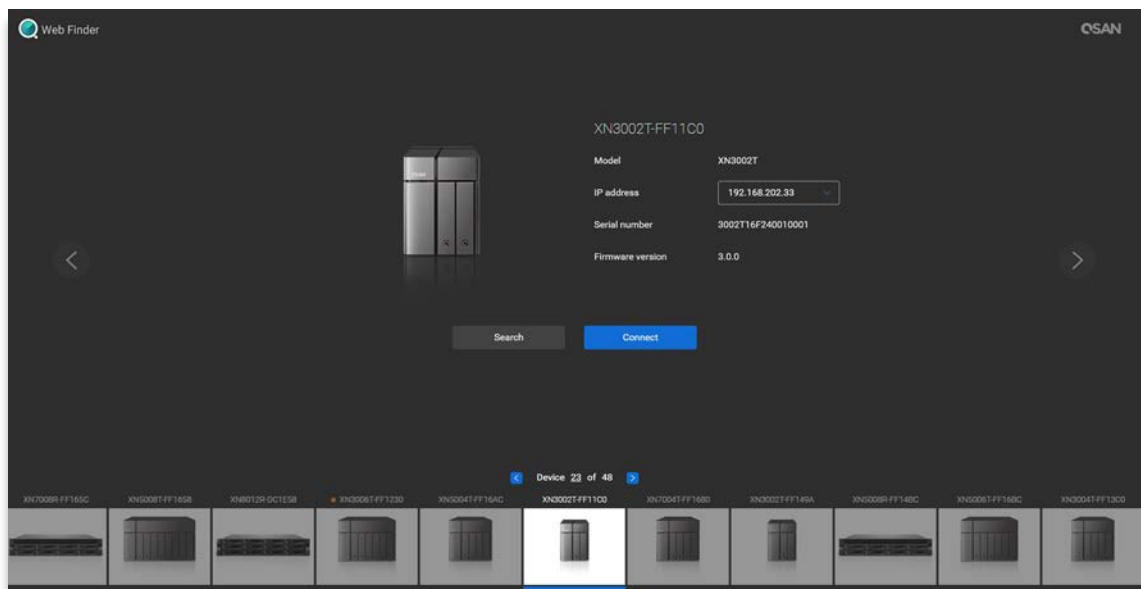 Web Finder
QSAN
XN3002T-FF11C0
Model XN3002T
IP address 192.168.202.33
Serial number 3002T16F240010001
Firmware version 3.0.0
Search Connect
Device 23 of 48
XN7008R-FF165C XN5008T-FF1658 XN8012R-DC1E58 XN3006T-FF1230 XN5004T-FF16AC XN3002T-FF11C0 XN7004T-FF1680 XN3002T-FF149A XN5008R-FF148C XN5006T-FF168C XN3004T-FF13C0